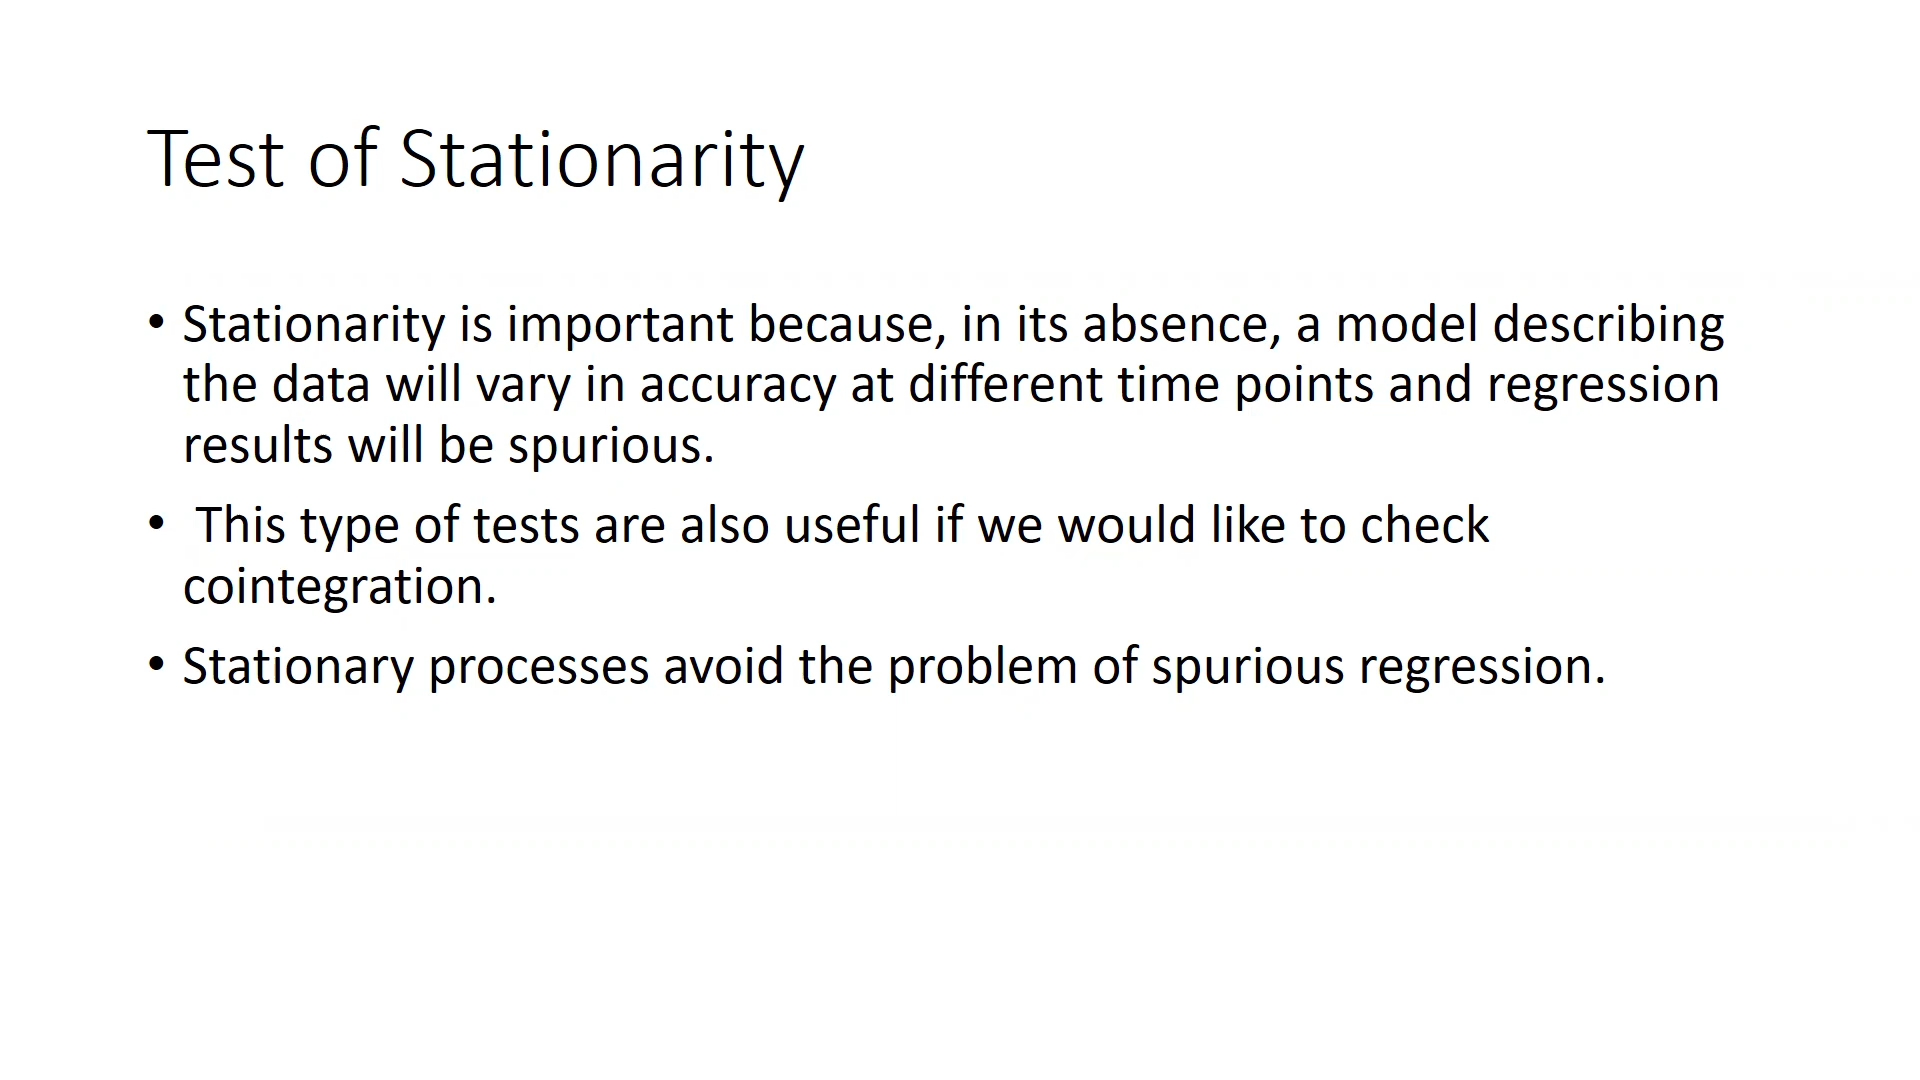 Test of Stationarity
• Stationarity is important because, in its absence, a model describing
the data will vary in accuracy at different time points and regression
results will be spurious.
• This type of tests are also useful if we would like to check
cointegration.
• Stationary processes avoid the problem of spurious regression.